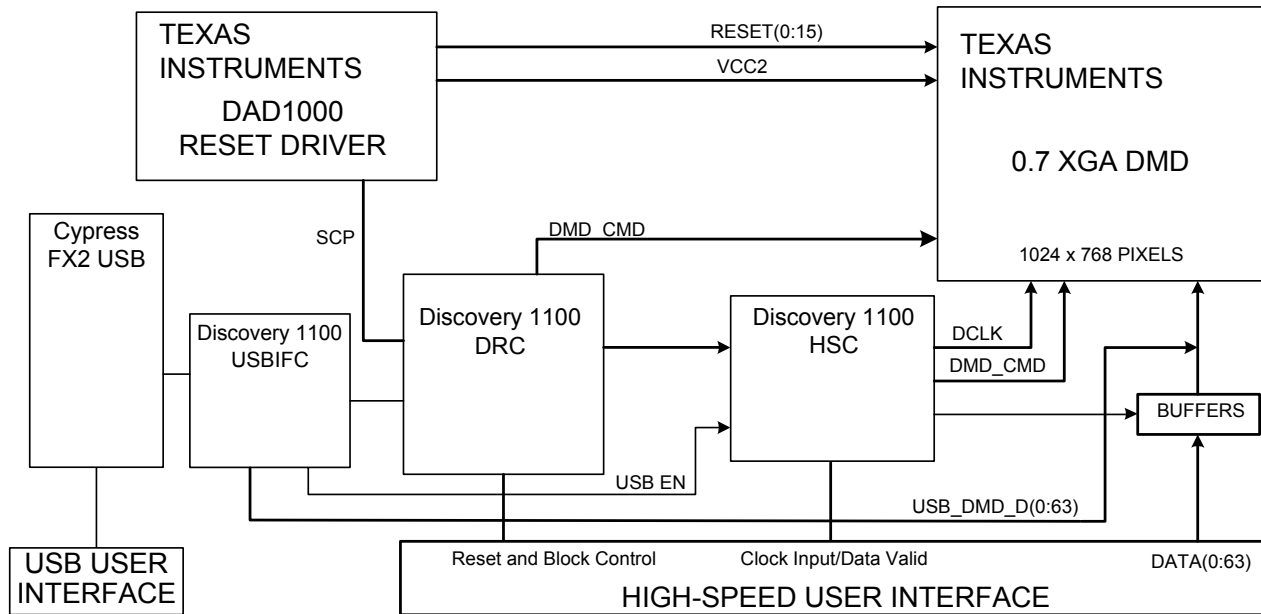 TEXAS
INSTRUMENTS
DAD1000
RESET DRIVER
RESET(0:15)
VCC2
TEXAS
INSTRUMENTS
0.7 XGA DMD
1024 x 768 PIXELS
Cypress
FX2 USB
SCP
DMD_CMD
Discovery 1100
USBIFC
Discovery 1100
DRC
Discovery 1100
HSC
DCLK
DMD_CMD
BUFFERS
USB EN
USB_DMD_D(0:63)
USB USER
INTERFACE
Reset and Block Control
Clock Input/Data Valid
DATA(0:63)
HIGH-SPEED USER INTERFACE